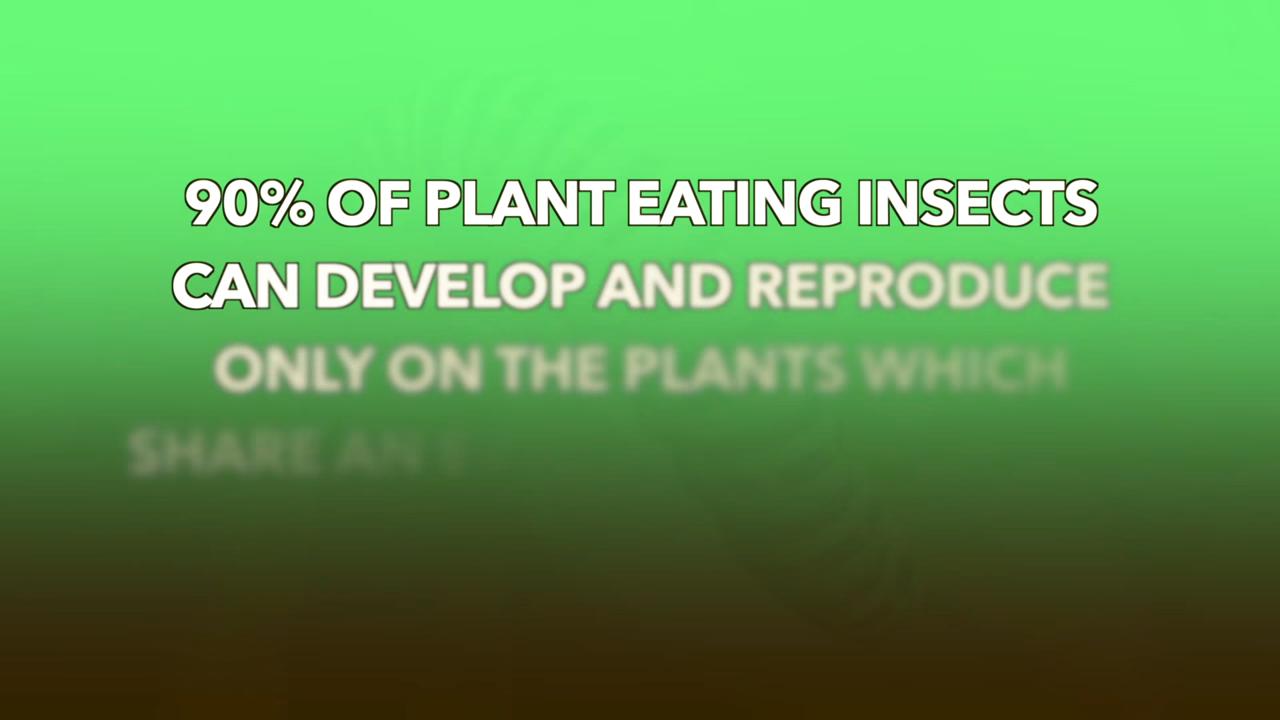 90% OF PLANT EATING INSECTS
CAN DEVELOP AND REPRODUCE
ONLY ON THE PLANTS WHICH
SHARE AN